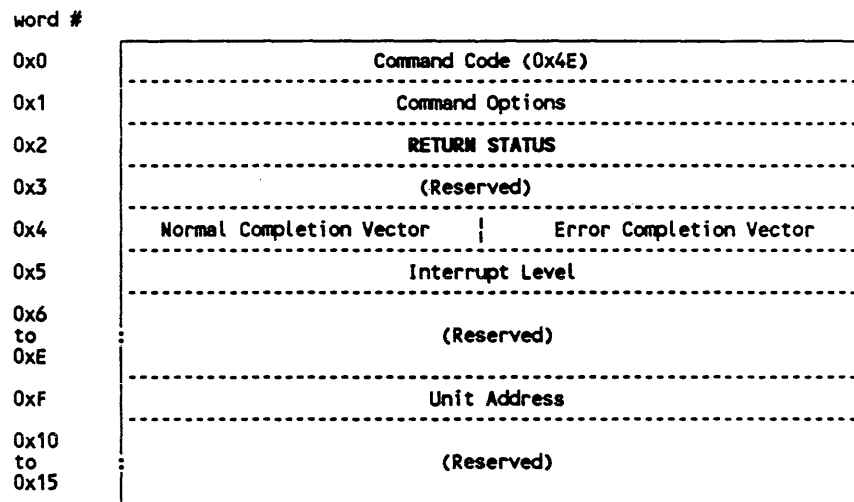 word #
0x0 Command Code (0x4E)
0x1 Command Options
0x2 RETURN STATUS
0x3 (Reserved)
0x4 Normal Completion Vector ¦ Error Completion Vector
0x5 Interrupt Level
0x6
to (Reserved)
0xE
0xF Unit Address
0x10
to (Reserved)
0x15